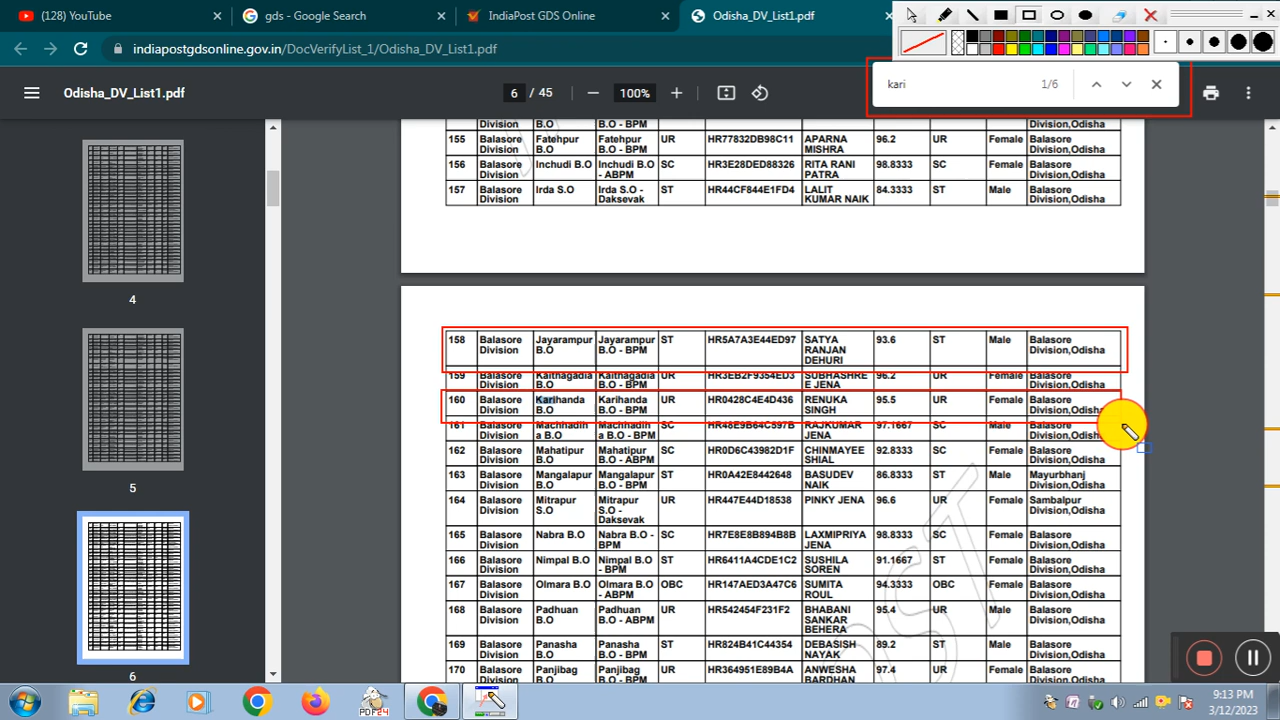 (128) YouTube
gds - Google Search
IndiaPost GDS Online
Odisha_DV_List1.pdf
indiapostgdsonline.gov.in/DocVerifyList_1/Odisha_DV_List1.pdf
kari 1/6
Odisha_DV_List1.pdf
6 / 45
100%
Division B.O B.O - BPM Division,Odisha
155 Balasore Fatehpur Fatehpur UR HR77832DB98C11 APARNA 96.2 UR Female Balasore
Division B.O B.O - BPM MISHRA Division,Odisha
156 Balasore Inchudi B.O Inchudi B.O SC HR3E28DED88326 RITA RANI 98.8333 SC Female Balasore
Division - ABPM PATRA Division,Odisha
157 Balasore Irda S.O Irda S.O - ST HR44CF844E1FD4 LALIT 84.3333 ST Male Balasore
Division Daksevak KUMAR NAIK Division,Odisha
158 Balasore Jayarampur Jayarampur ST HR5A7A3E44ED97 SATYA 93.6 ST Male Balasore
Division B.O B.O - BPM RANJAN Division,Odisha
DEHURI
159 Balasore Kaithagadia Kaithagadia UR HR3EB2F9354ED3 SUBHASHRE 96.2 UR Female Balasore
Division B.O B.O - BPM E JENA Division,Odisha
160 Balasore Karihanda Karihanda UR HR0428C4E4D436 RENUKA 95.5 UR Female Balasore
Division B.O B.O - BPM SINGH Division,Odisha
161 Balasore Machhadin Machhadin SC HR48E9B64C597B RAJKUMAR 97.1667 SC Male Balasore
Division a B.O a B.O - BPM JENA Division,Odisha
162 Balasore Mahatipur Mahatipur SC HR0D6C43982D1F CHINMAYEE 92.8333 SC Female Balasore
Division B.O B.O - ABPM SHIAL Division,Odisha
163 Balasore Mangalapur Mangalapur ST HR0A42E8442648 BASUDEV 86.8333 ST Male Mayurbhanj
Division B.O B.O - BPM NAIK Division,Odisha
164 Balasore Mitrapur Mitrapur UR HR447E44D18538 PINKY JENA 96.6 UR Female Sambalpur
Division S.O S.O - Division,Odisha
Daksevak
165 Balasore Nabra B.O Nabra B.O - SC HR7E8E8B894B8B LAXMIPRIYA 98.8333 SC Female Balasore
Division BPM JENA Division,Odisha
166 Balasore Nimpal B.O Nimpal B.O ST HR6411A4CDE1C2 SUSHILA 91.1667 ST Female Balasore
Division - BPM SOREN Division,Odisha
167 Balasore Olmara B.O Olmara B.O OBC HR147AED3A47C6 SUMITA 94.3333 OBC Female Balasore
Division - ABPM ROUL Division,Odisha
168 Balasore Padhuan Padhuan UR HR542454F231F2 BHABANI 95.4 UR Male Balasore
Division B.O B.O - ABPM SANKAR Division,Odisha
BEHERA
169 Balasore Panasha Panasha ST HR824B41C44354 DEBASISH 89.2 ST Male Balasore
Division B.O B.O - BPM NAYAK Division,Odisha
170 Balasore Panjibag Panjibag UR HR364951E89B4A ANWESHA 97.4 UR Female Balasore
Division B.O B.O - BPM BARDHAN Division,Odisha
4
5
6
PDF24
9:13 PM
3/12/2023